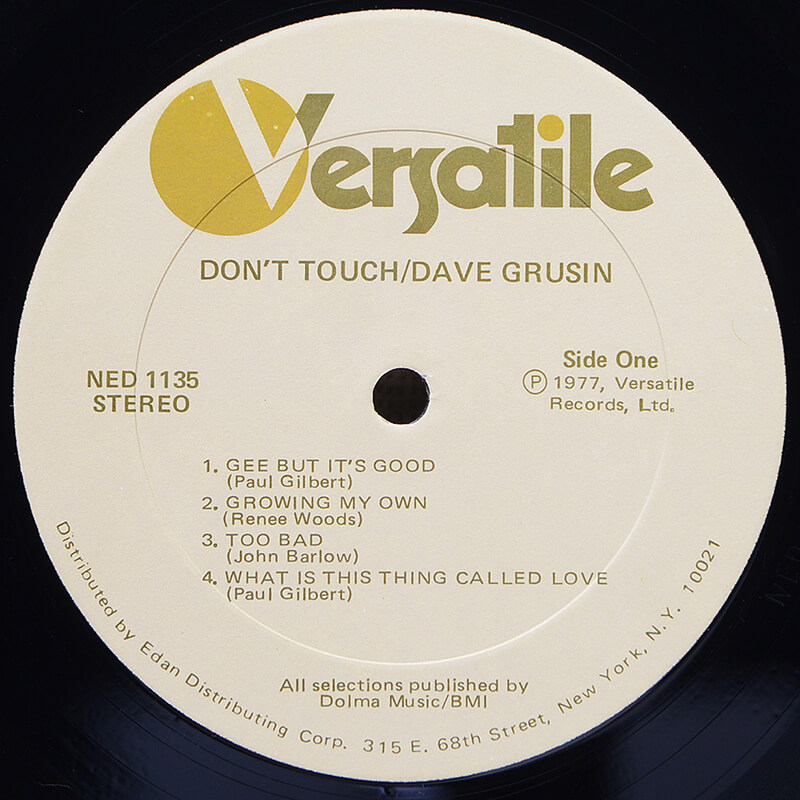 Versatile
DON'T TOUCH/DAVE GRUSIN
NED 1135
STEREO
Side One
Ⓟ 1977, Versatile
Records, Ltd.
1. GEE BUT IT'S GOOD
(Paul Gilbert)
2. GROWING MY OWN
(Renee Woods)
3. TOO BAD
(John Barlow)
4. WHAT IS THIS THING CALLED LOVE
(Paul Gilbert)
All selections published by
Dolma Music/BMI
Distributed by Edan Distributing Corp. 315 E. 68th Street, New York, N.Y. 10021